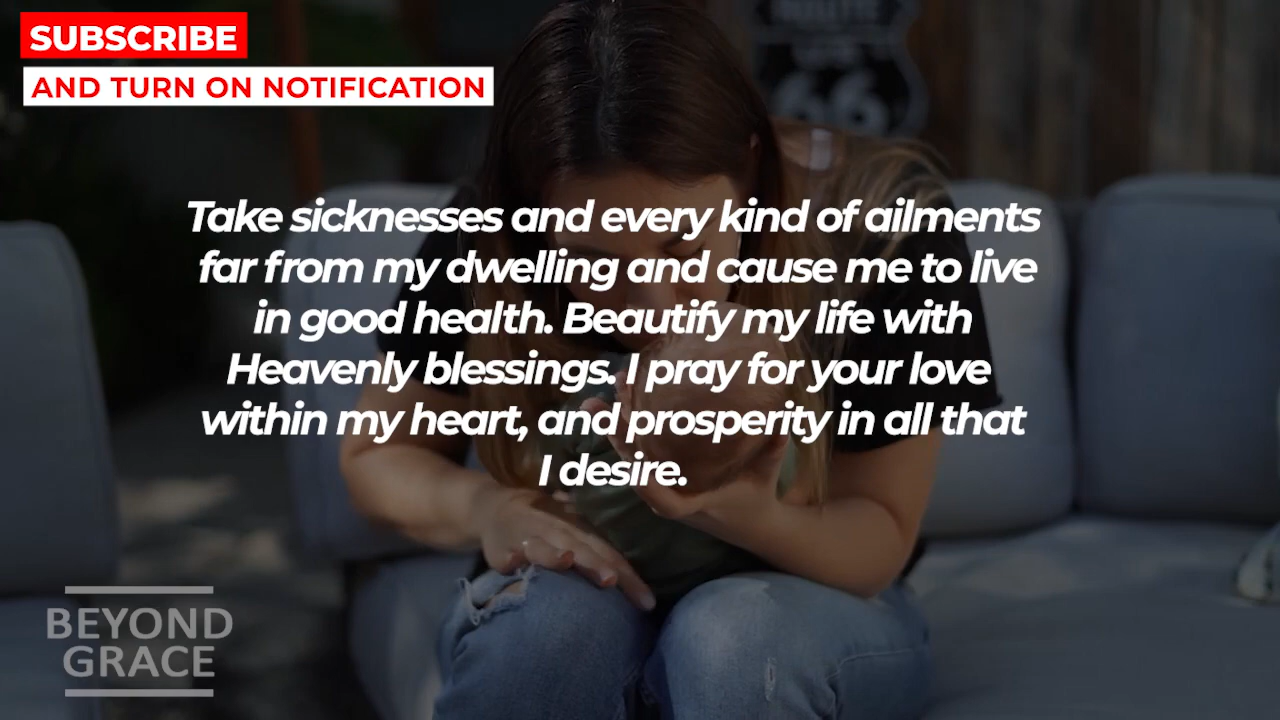 SUBSCRIBE
AND TURN ON NOTIFICATION
ROUTE
66
Take sicknesses and every kind of ailments
far from my dwelling and cause me to live
in good health. Beautify my life with
Heavenly blessings. I pray for your love
within my heart, and prosperity in all that
I desire.
BEYOND
GRACE